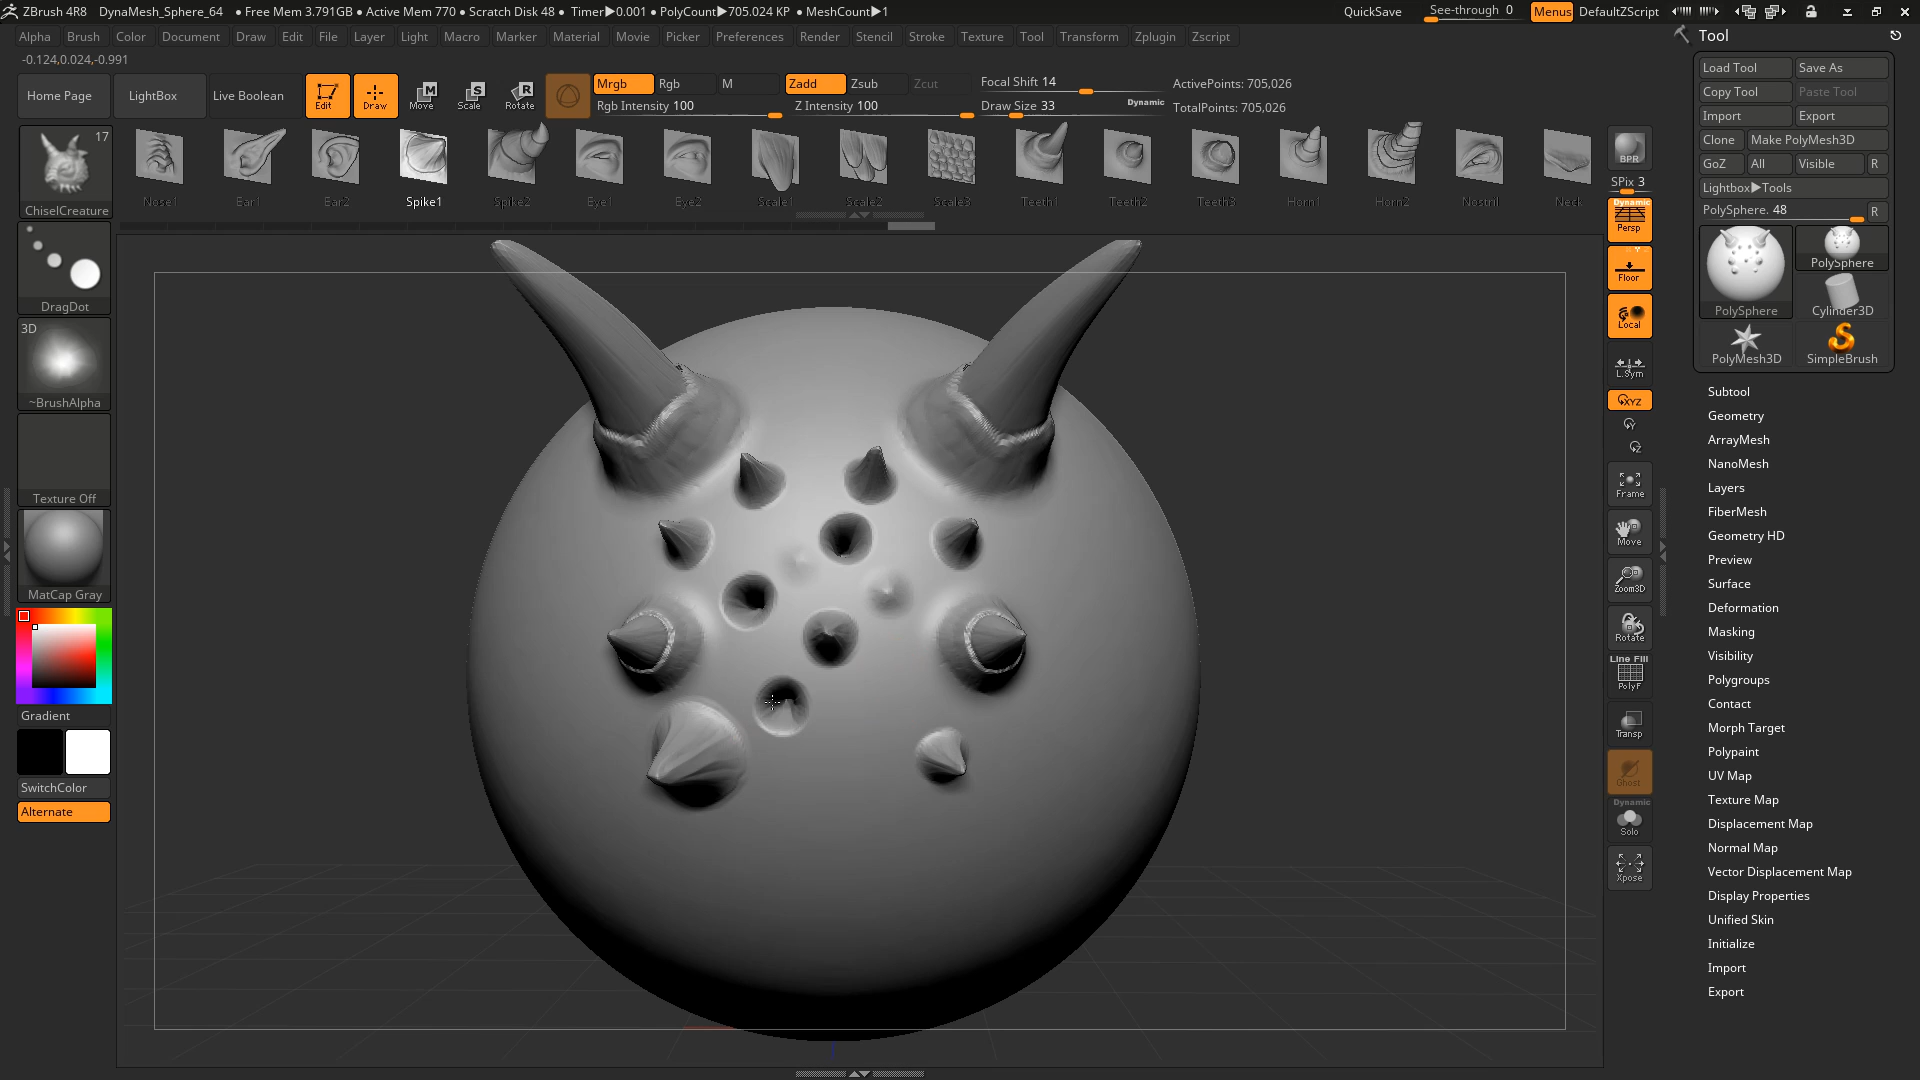 ZBrush 4R8 DynaMesh_Sphere_64 • Free Mem 3.791GB • Active Mem 770 • Scratch Disk 48 • Timer▶0.001 • PolyCount▶705.024 KP • MeshCount▶1 QuickSave See-through 0 Menus DefaultZScript
Alpha Brush Color Document Draw Edit File Layer Light Macro Marker Material Movie Picker Preferences Render Stencil Stroke Texture Tool Transform Zplugin Zscript
Tool
-0.124,0.024,-0.991
Load Tool Save As
Copy Tool Paste Tool
Import Export
Clone Make PolyMesh3D
GoZ All Visible R
Lightbox▶Tools
PolySphere. 48 R
PolySphere
PolySphere
Cylinder3D
PolyMesh3D
SimpleBrush
Home Page LightBox Live Boolean Edit Draw Move Scale Rotate
M S R
Mrgb Rgb M Zadd Zsub Zcut Focal Shift 14 ActivePoints: 705,026
Rgb Intensity 100 Z Intensity 100 Draw Size 33 Dynamic TotalPoints: 705,026
17
ChiselCreature
Nose1 Ear1 Ear2 Spike1 Spike2 Eye1 Eye2 Scale1 Scale2 Scale3 Teeth1 Teeth2 Teeth3 Horn1 Horn2 Nostril Neck
DragDot
3D
~BrushAlpha
Texture Off
MatCap Gray
Gradient
SwitchColor
Alternate
BPR
SPix 3
Dynamic
Persp
Floor
Local
L.Sym
XYZ
Y
Z
Frame
Move
Zoom3D
Rotate
Line Fill
PolyF
Transp
Ghost
Dynamic
Solo
Xpose
Subtool
Geometry
ArrayMesh
NanoMesh
Layers
FiberMesh
Geometry HD
Preview
Surface
Deformation
Masking
Visibility
Polygroups
Contact
Morph Target
Polypaint
UV Map
Texture Map
Displacement Map
Normal Map
Vector Displacement Map
Display Properties
Unified Skin
Initialize
Import
Export